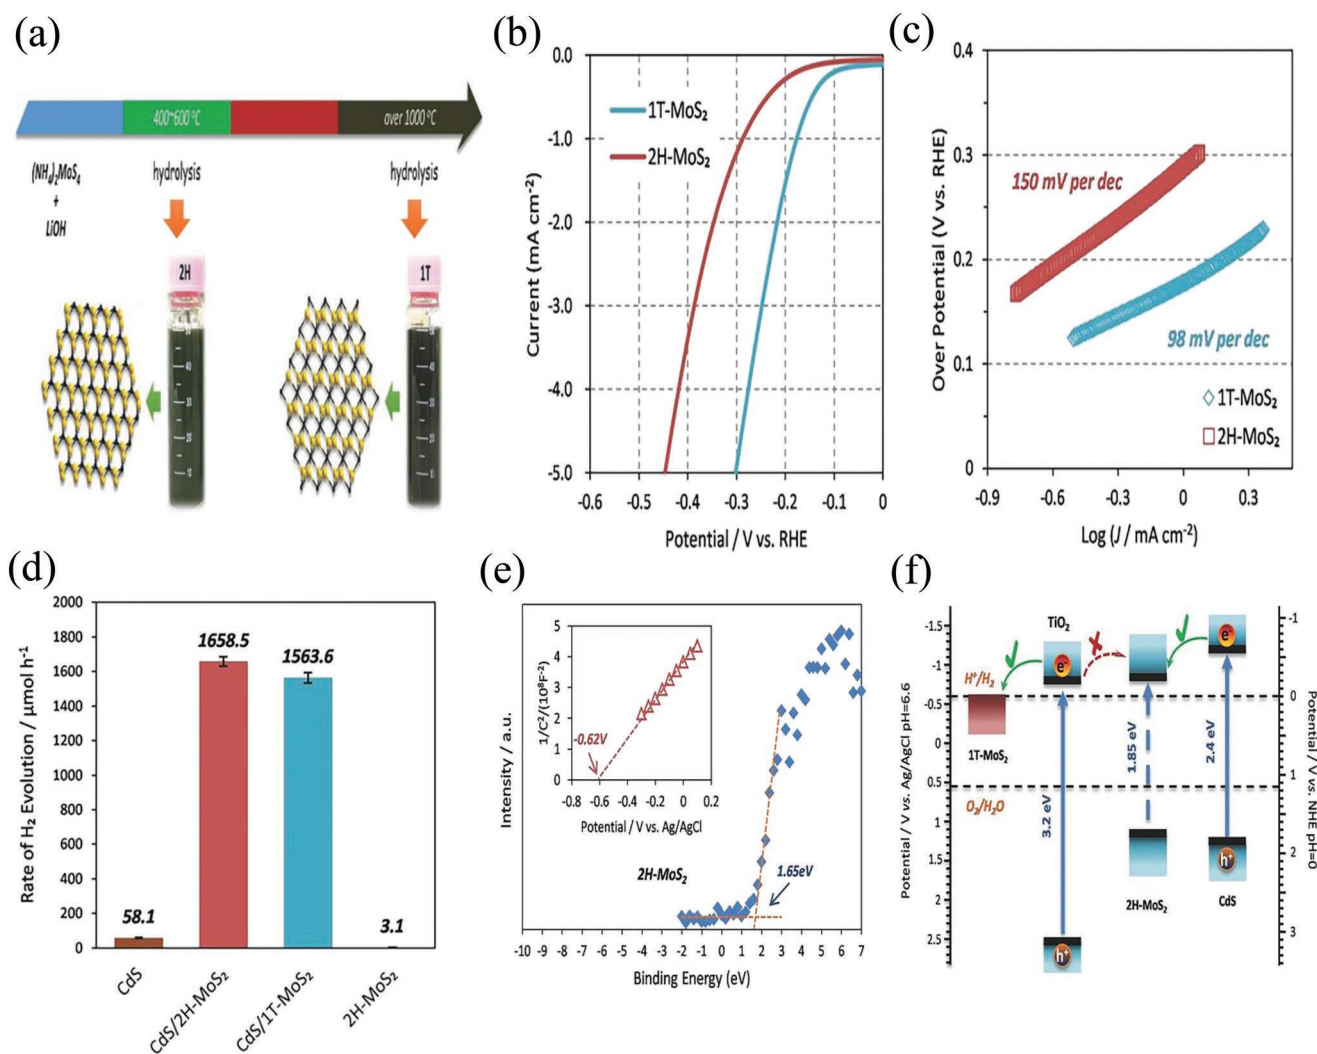 (a)
400~600 °C
over 1000 °C
(NH₄)₂MoS₄
+
LiOH
hydrolysis
hydrolysis
2H
1T
(b)
0.0
-1.0
-2.0
-3.0
-4.0
-5.0
Current (mA cm⁻²)
1T-MoS₂
2H-MoS₂
-0.6
-0.5
-0.4
-0.3
-0.2
-0.1
0
Potential / V vs. RHE
(c)
0.4
0.3
0.2
0.1
0
Over Potential (V vs. RHE)
150 mV per dec
98 mV per dec
1T-MoS₂
2H-MoS₂
-0.9
-0.6
-0.3
0
0.3
Log (J / mA cm⁻²)
(d)
2000
1800
1600
1400
1200
1000
800
600
400
200
0
Rate of H₂ Evolution / µmol h⁻¹
58.1
1658.5
1563.6
3.1
CdS
CdS/2H-MoS₂
CdS/1T-MoS₂
2H-MoS₂
(e)
Intensity / a.u.
5
4
3
2
1
0
1/C²/(10⁸F⁻²)
-0.62V
-0.8 -0.6 -0.4 -0.2 0 0.2
Potential / V vs. Ag/AgCl
2H-MoS₂
1.65eV
-10 -9 -8 -7 -6 -5 -4 -3 -2 -1 0 1 2 3 4 5 6 7
Binding Energy (eV)
(f)
Potential / V vs. Ag/AgCl pH=6.6
-1.5
-1
-0.5
0
0.5
1
1.5
2
2.5
TiO₂
e⁻
e⁻
H⁺/H₂
1T-MoS₂
O₂/H₂O
3.2 eV
1.85 eV
2.4 eV
h⁺
h⁺
2H-MoS₂
CdS
-1
0
1
2
3
Potential / V vs. NHE pH=0